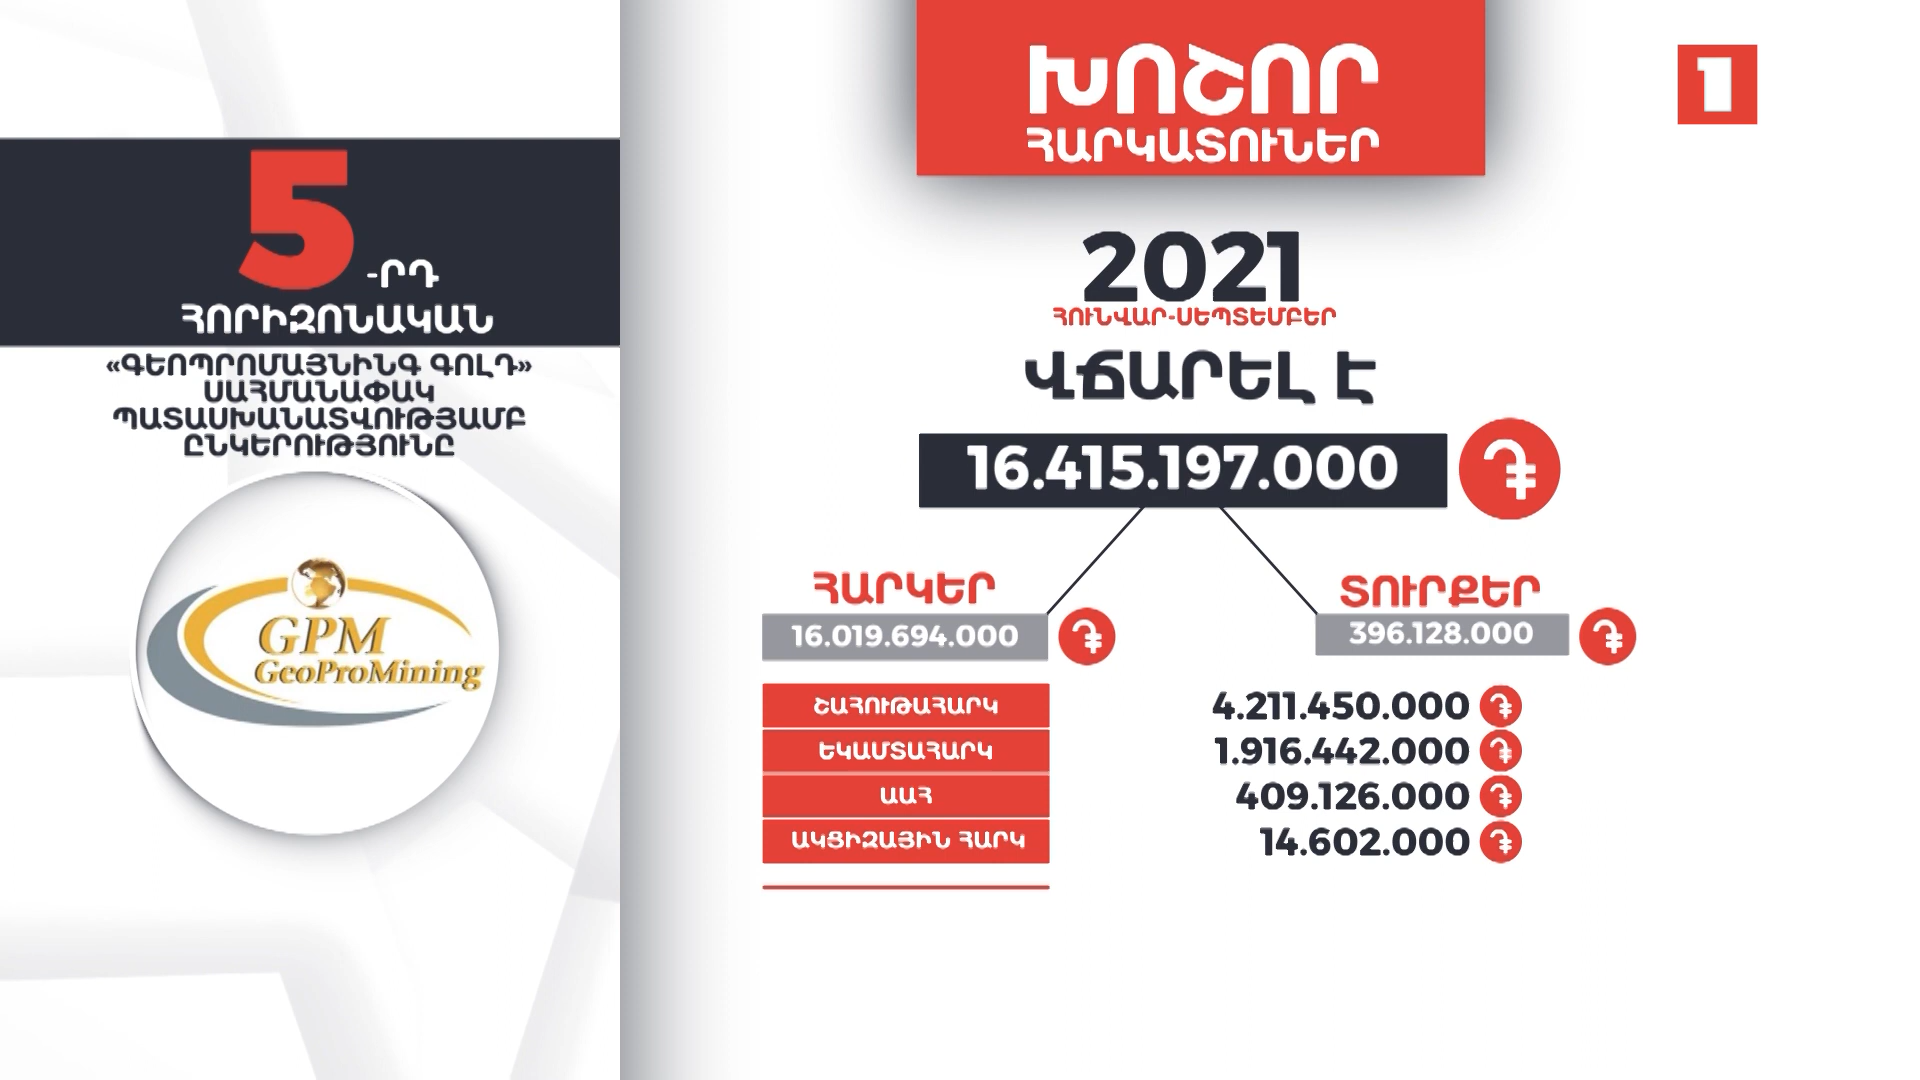 5-ՐԴ
ՀՈՐԻԶՈՆԱԿԱՆ
«ԳԵՈՊՐՈՄԱՅՆԻՆԳ ԳՈԼԴ»
ՍԱՀՄԱՆԱՓԱԿ
ՊԱՏԱՍԽԱՆԱՏՎՈՒԹՅԱՄԲ
ԸՆԿԵՐՈՒԹՅՈՒՆԸ
GPM
GeoProMining
ԽՈՇՈՐ
ՀԱՐԿԱՏՈՒՆԵՐ
1
2021
ՀՈՒՆՎԱՐ-ՍԵՊՏԵՄԲԵՐ
ՎՃԱՐԵԼ Է
16.415.197.000 ֏
ՀԱՐԿԵՐ
16.019.694.000 ֏
ՏՈՒՐՔԵՐ
396.128.000 ֏
ՇԱՀՈՒԹԱՀԱՐԿ 4.211.450.000 ֏
ԵԿԱՄՏԱՀԱՐԿ 1.916.442.000 ֏
ԱԱՀ 409.126.000 ֏
ԱԿՑԻԶԱՅԻՆ ՀԱՐԿ 14.602.000 ֏